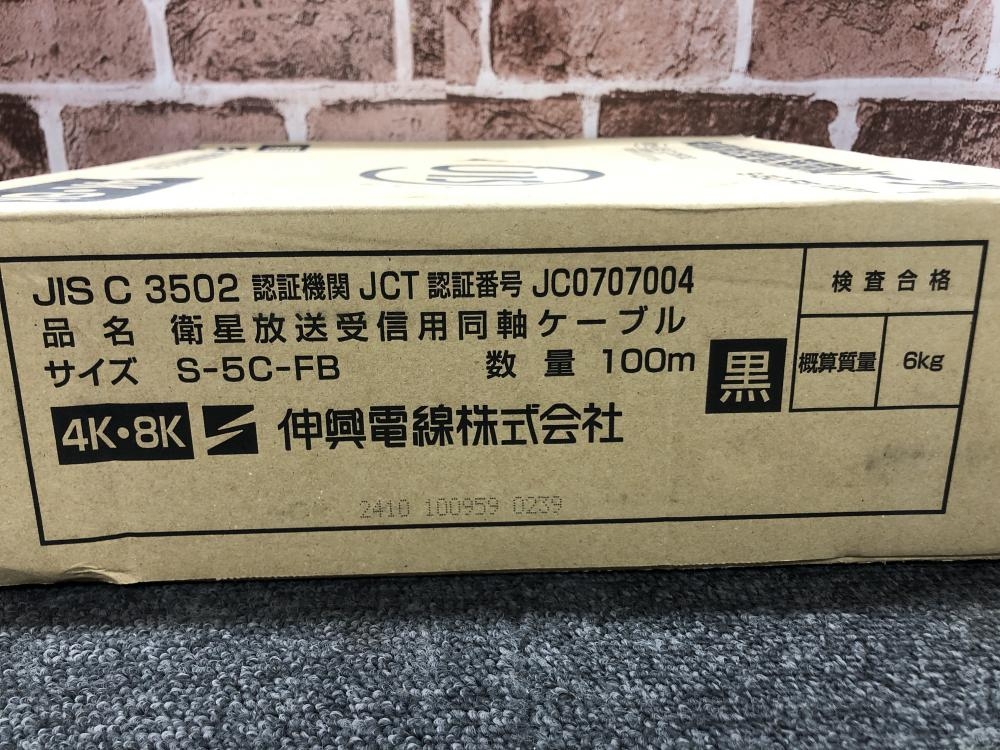 JIS
JIS C 3502 認証機関 JCT 認証番号 JC0707004
品名 衛星放送受信用同軸ケーブル
サイズ S-5C-FB 数量 100m
黒
検査合格
概算質量 6kg
4K・8K 伸興電線株式会社
2410 100959 0239